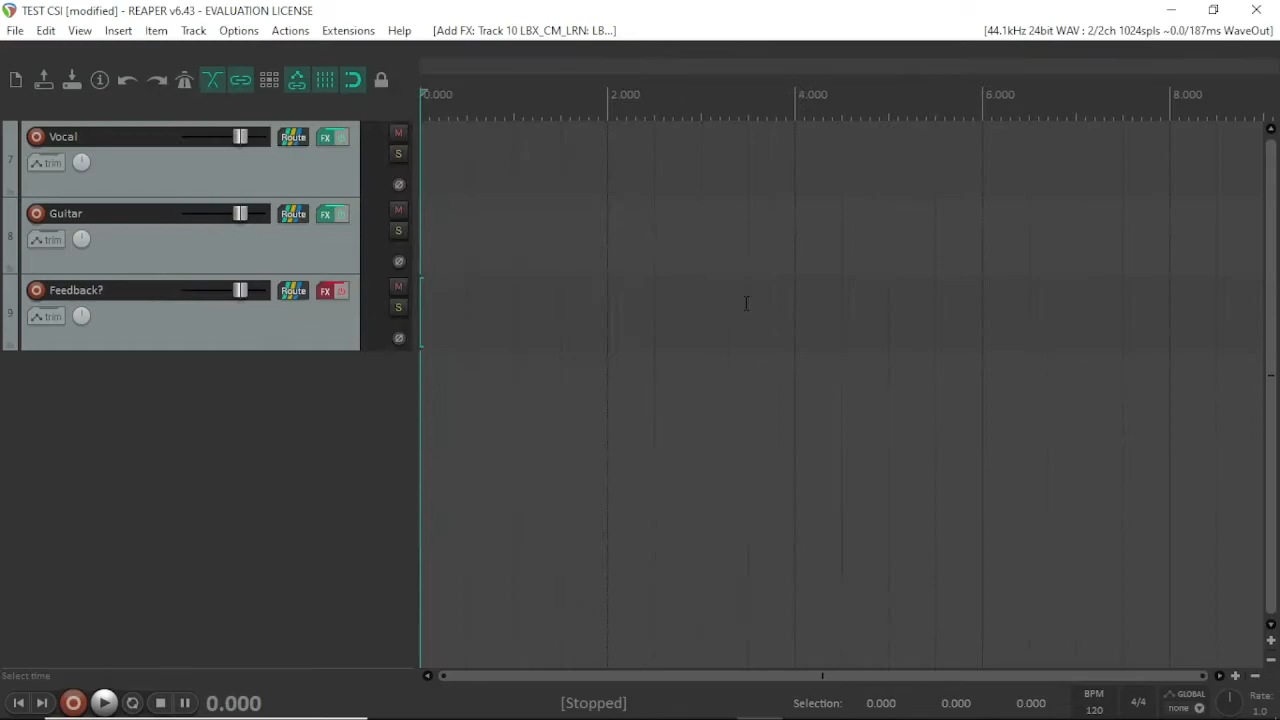 TEST CSI [modified] - REAPER v6.43 - EVALUATION LICENSE
File Edit View Insert Item Track Options Actions Extensions Help [Add FX: Track 10 LBX_CM_LRN: LB...] [44.1kHz 24bit WAV : 2/2ch 1024spls ~0.0/187ms WaveOut]
0.000 2.000 4.000 6.000 8.000
7 Vocal Route FX M
trim S
8 Guitar Route FX M
trim S
9 Feedback? Route FX M
trim S
Select time
0.000 [Stopped] Selection: 0.000 0.000 0.000 BPM 120 4/4 GLOBAL none Rate: 1.0